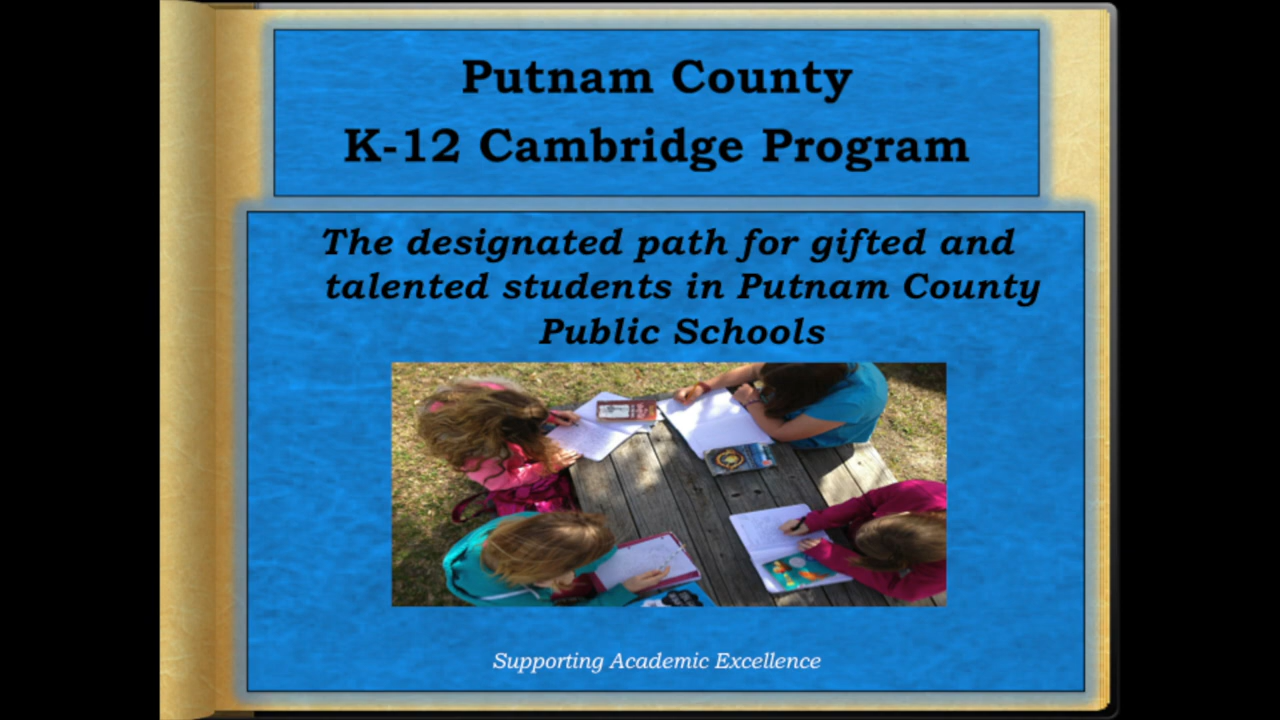 Putnam County
K-12 Cambridge Program
The designated path for gifted and
talented students in Putnam County
Public Schools
Supporting Academic Excellence